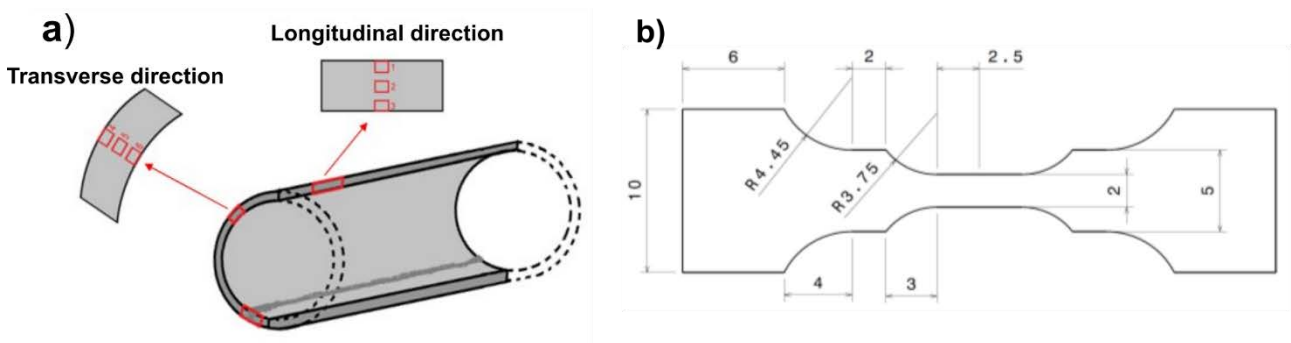 a)
Longitudinal direction
Transverse direction
1
2
3
b)
6
2
2.5
R4.45
R3.75
10
2
5
4
3